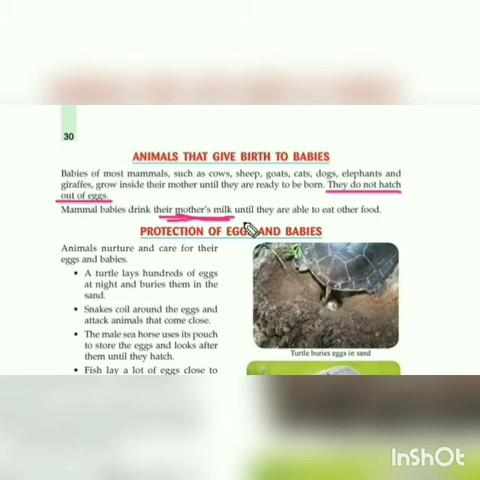 30
ANIMALS THAT GIVE BIRTH TO BABIES
Babies of most mammals, such as cows, sheep, goats, cats, dogs, elephants and
giraffes, grow inside their mother until they are ready to be born. They do not hatch
out of eggs.
Mammal babies drink their mother's milk until they are able to eat other food.
PROTECTION OF EGGS AND BABIES
Animals nurture and care for their
eggs and babies.
• A turtle lays hundreds of eggs
at night and buries them in the
sand.
• Snakes coil around the eggs and
attack animals that come close.
• The male sea horse uses its pouch
to store the eggs and looks after
them until they hatch.
• Fish lay a lot of eggs close to
Turtle buries eggs in sand
InShOt